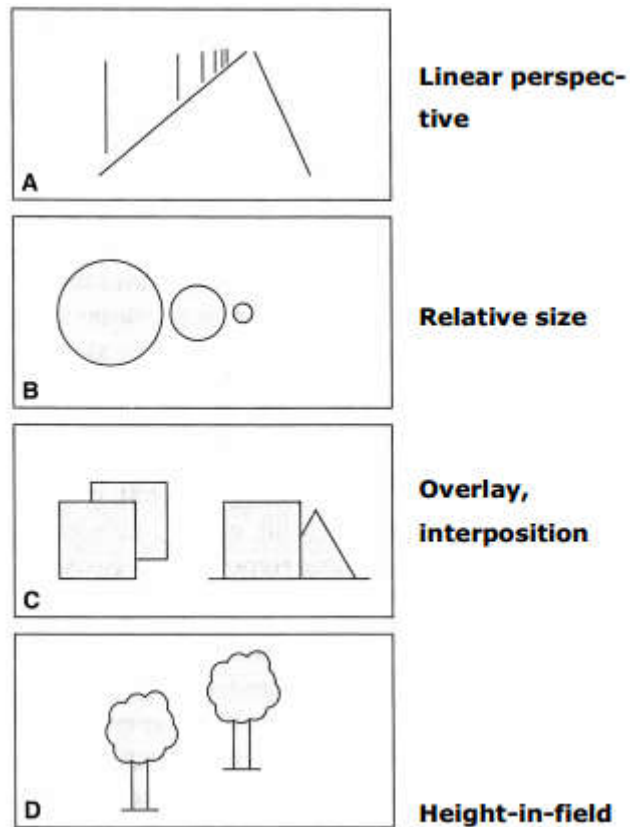 Linear perspec-
tive
A
Relative size
B
Overlay,
interposition
C
D
Height-in-field